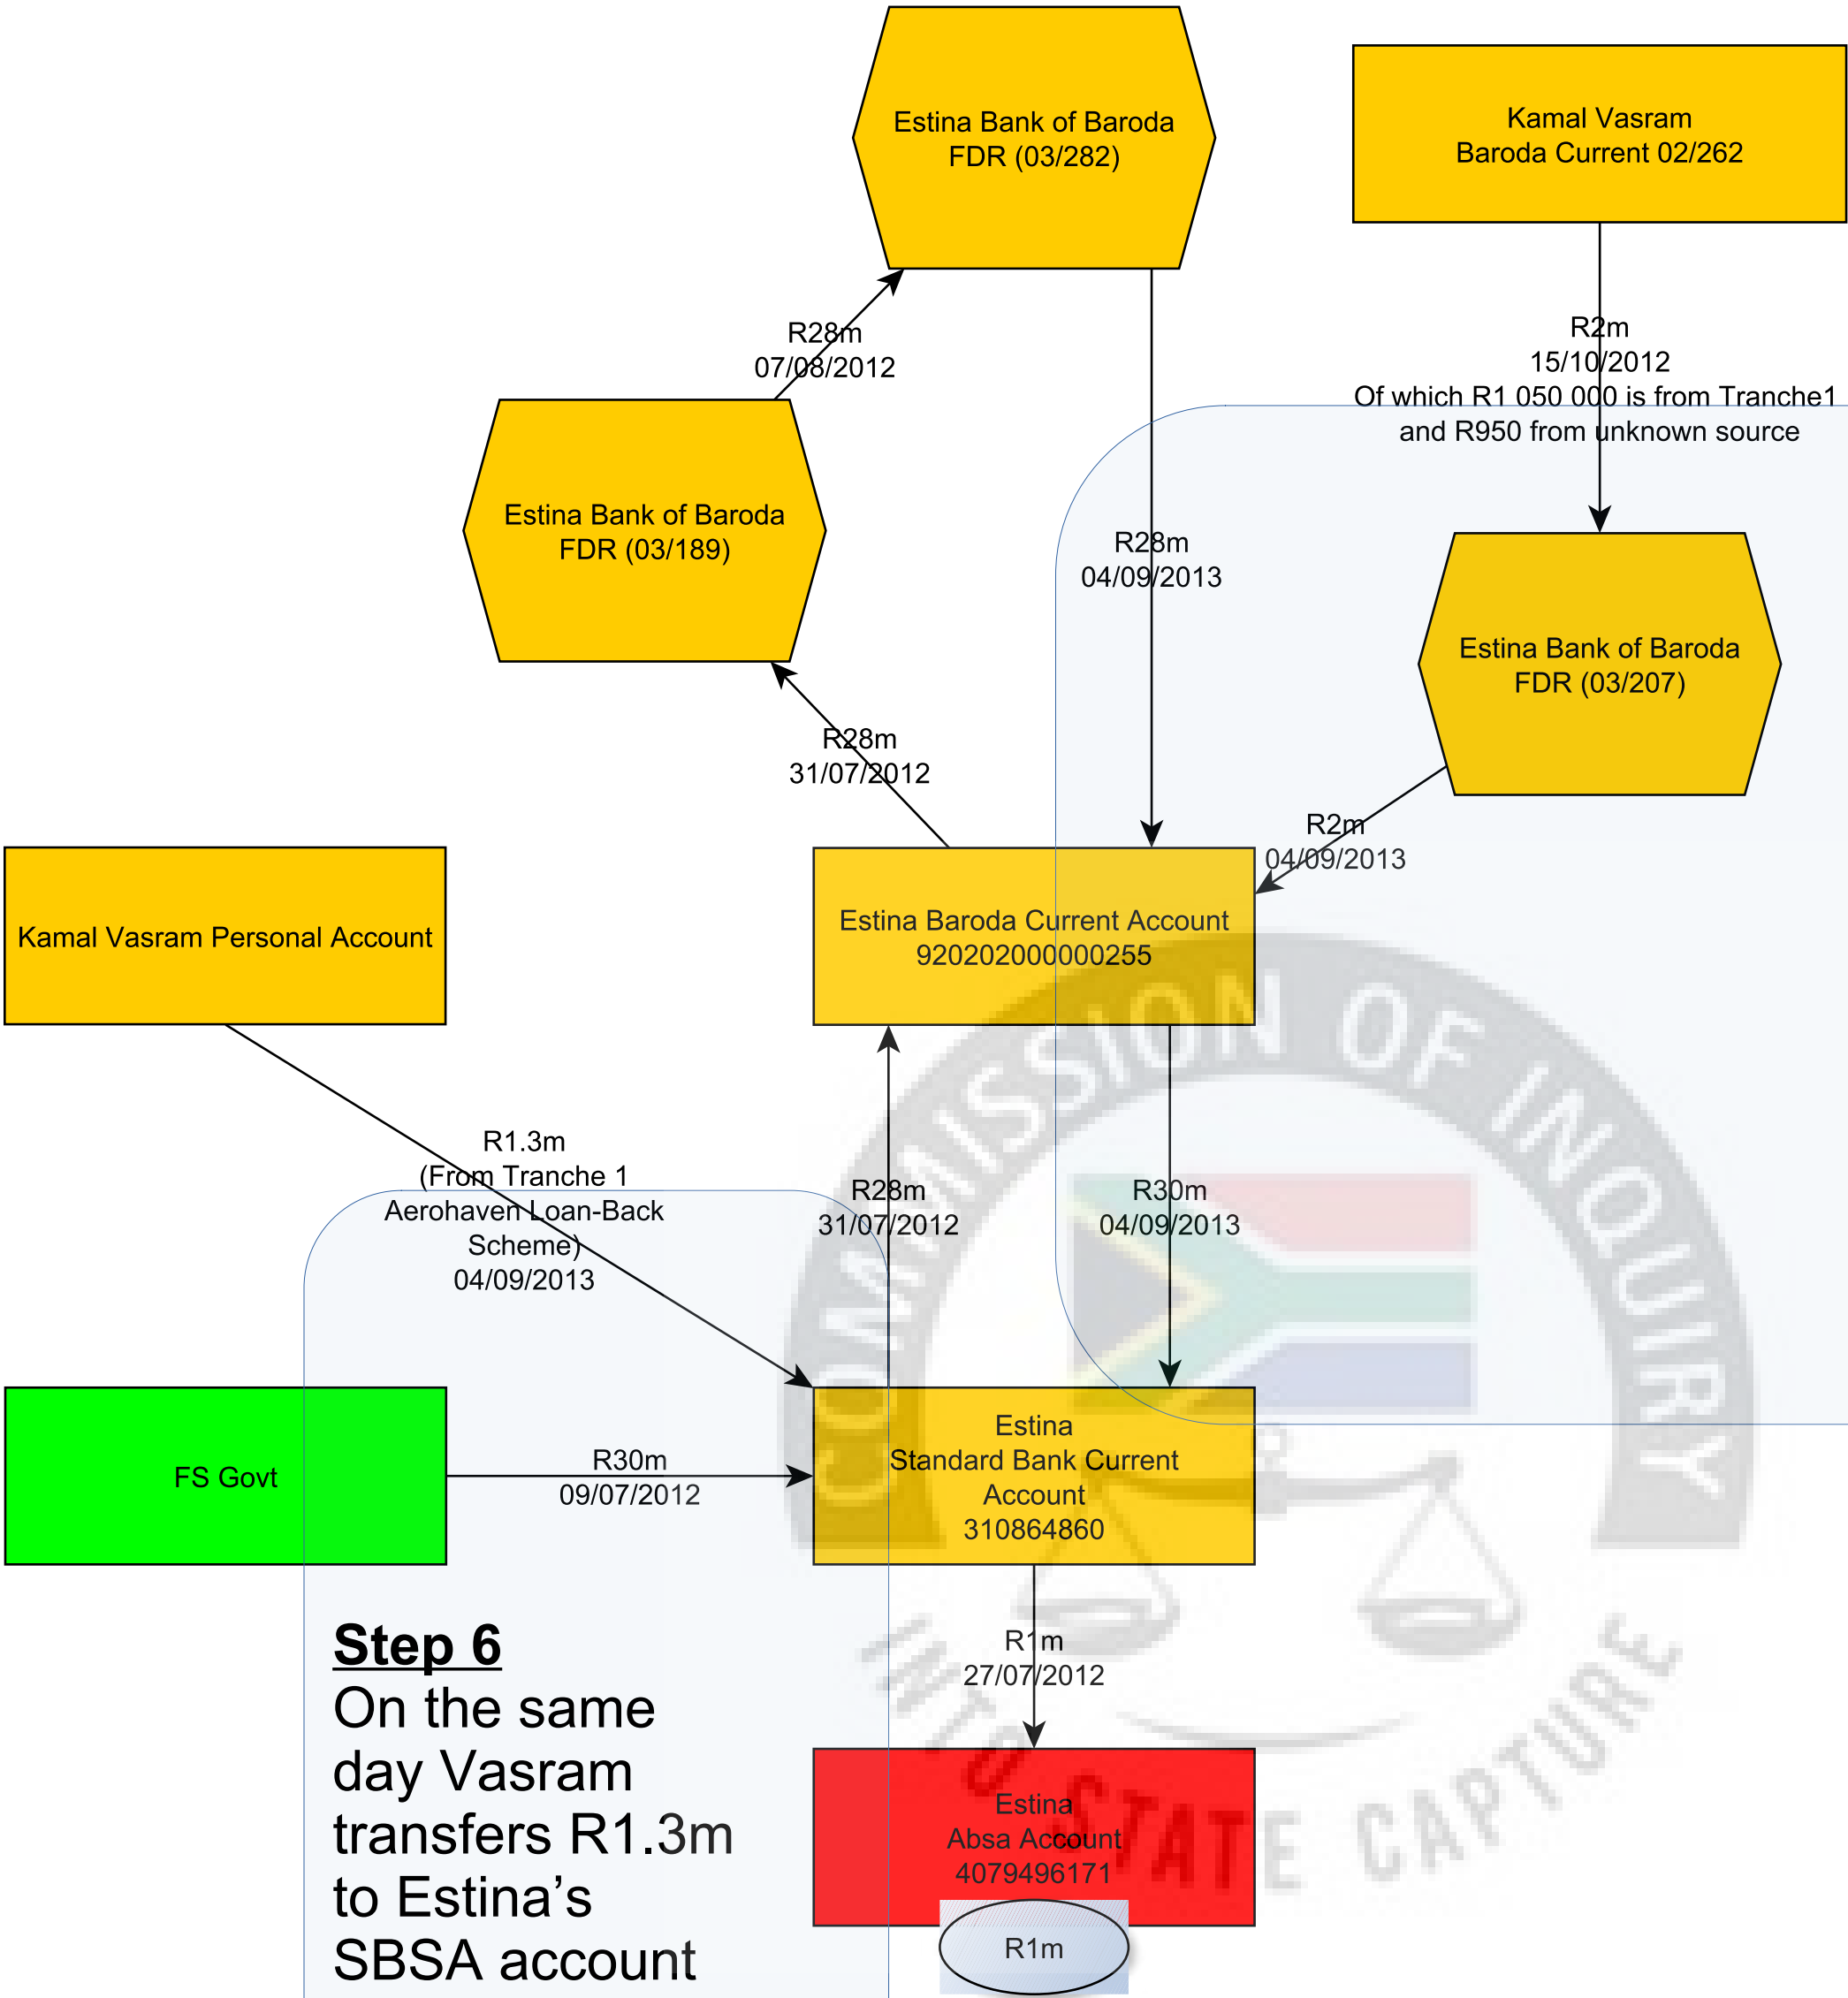 Estina Bank of Baroda
FDR (03/282)
Kamal Vasram
Baroda Current 02/262
R28m
07/08/2012
R2m
15/10/2012
Of which R1 050 000 is from Tranche1
and R950 from unknown source
Estina Bank of Baroda
FDR (03/189)
R28m
04/09/2013
Estina Bank of Baroda
FDR (03/207)
R28m
31/07/2012
R2m
04/09/2013
Kamal Vasram Personal Account
Estina Baroda Current Account
920202000000255
R1.3m
(From Tranche 1
Aerohaven Loan-Back
Scheme)
04/09/2013
R28m
31/07/2012
R30m
04/09/2013
FS Govt
R30m
09/07/2012
Estina
Standard Bank Current
Account
310864860
Step 6
On the same
day Vasram
transfers R1.3m
to Estina’s
SBSA account
R1m
27/07/2012
Estina
Absa Account
4079496171
R1m
COMMISSION OF INQUIRY
INTO STATE CAPTURE